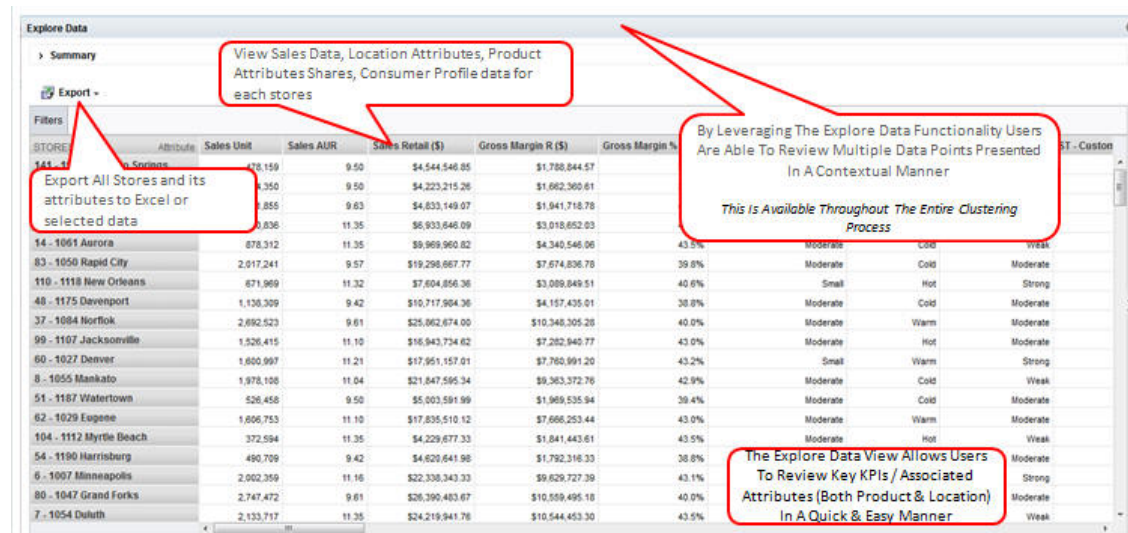 Explore Data
› Summary
View Sales Data, Location Attributes, Product
Attributes Shares, Consumer Profile data for
each stores
Export
Filters
By Leveraging The Explore Data Functionality Users
Are Able To Review Multiple Data Points Presented
In A Contextual Manner
This Is Available Throughout The Entire Clustering
Process
Attribute Sales Unit Sales AUR Sales Retail ($) Gross Margin R ($) Gross Margin % ST - Custom
Springs 478,159 9.50 $4,544,546.85 $1,788,844.57
Export All Stores and its
attributes to Excel or
selected data
,350 9.50 $4,223,215.26 $1,662,360.61
,855 9.63 $4,833,149.07 $1,941,718.78
,836 11.35 $6,933,646.09 $3,018,652.03
14 - 1061 Aurora 878,312 11.35 $9,969,960.82 $4,340,546.06 43.5% Moderate Cold Weak
83 - 1050 Rapid City 2,017,241 9.57 $19,298,667.77 $7,674,836.78 39.8% Moderate Cold Moderate
110 - 1118 New Orleans 671,969 11.32 $7,604,856.36 $3,089,849.51 40.6% Small Hot Strong
48 - 1175 Davenport 1,138,309 9.42 $10,717,984.36 $4,157,435.01 38.8% Moderate Cold Moderate
37 - 1084 Norflok 2,692,523 9.61 $25,862,674.00 $10,348,305.28 40.0% Moderate Warm Moderate
99 - 1107 Jacksonville 1,526,415 11.10 $16,943,734.62 $7,282,940.77 43.0% Moderate Hot Moderate
60 - 1027 Denver 1,600,997 11.21 $17,951,157.01 $7,760,991.20 43.2% Small Warm Strong
8 - 1055 Mankato 1,978,108 11.04 $21,847,595.34 $9,363,372.76 42.9% Moderate Cold Weak
51 - 1187 Watertown 526,458 9.50 $5,003,591.99 $1,969,535.94 39.4% Moderate Cold Moderate
62 - 1029 Eugene 1,606,753 11.10 $17,835,510.12 $7,666,253.44 43.0% Moderate Warm Moderate
104 - 1112 Myrtle Beach 372,594 11.35 $4,229,677.33 $1,841,443.61 43.5% Moderate Hot Weak
54 - 1190 Harrisburg 490,709 9.42 $4,620,641.98 $1,792,316.33 38.8% Moderate
6 - 1007 Minneapolis 2,002,359 11.16 $22,338,343.33 $9,629,727.39 43.1% Strong
80 - 1047 Grand Forks 2,747,472 9.61 $26,390,483.67 $10,559,495.18 40.0% Moderate
7 - 1054 Duluth 2,133,717 11.35 $24,219,941.76 $10,544,453.30 43.5% Weak
The Explore Data View Allows Users
To Review Key KPIs / Associated
Attributes (Both Product & Location)
In A Quick & Easy Manner